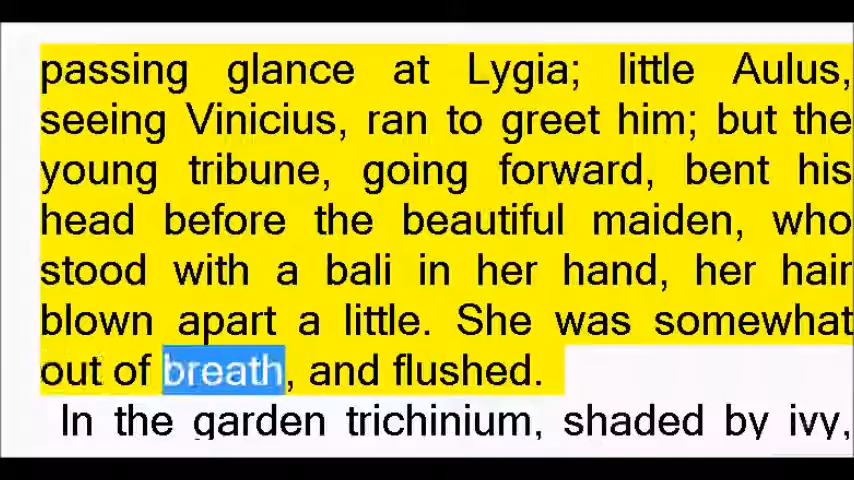 passing glance at Lygia; little Aulus,
seeing Vinicius, ran to greet him; but the
young tribune, going forward, bent his
head before the beautiful maiden, who
stood with a bali in her hand, her hair
blown apart a little. She was somewhat
out of breath, and flushed.
In the garden trichinium, shaded by ivy,